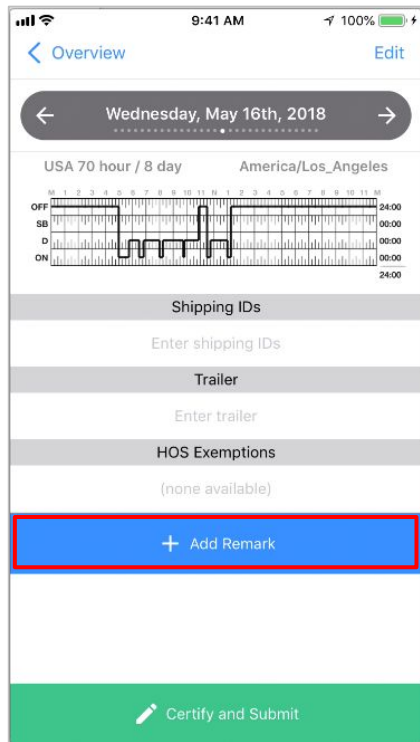 9:41 AM
100%
Overview
Edit
Wednesday, May 16th, 2018
USA 70 hour / 8 day
America/Los_Angeles
M 1 2 3 4 5 6 7 8 9 10 11 N 1 2 3 4 5 6 7 8 9 10 11 M
OFF 24:00
SB 00:00
D 00:00
ON 00:00
24:00
Shipping IDs
Enter shipping IDs
Trailer
Enter trailer
HOS Exemptions
(none available)
+ Add Remark
Certify and Submit